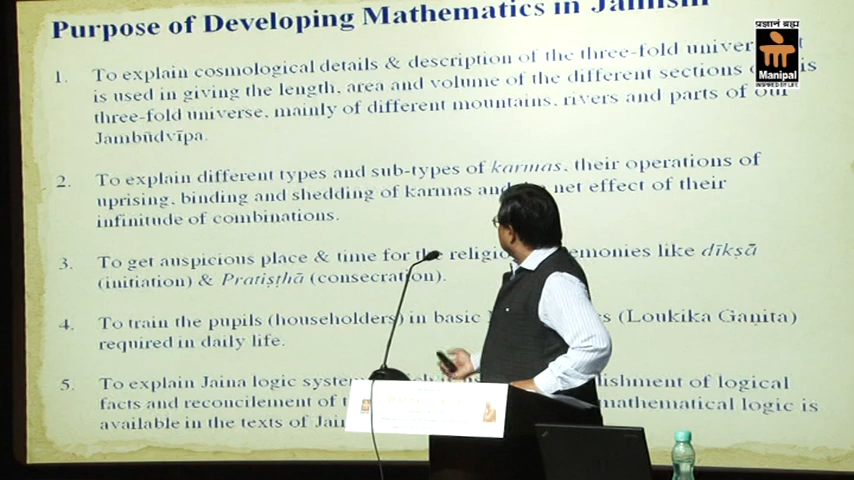 Purpose of Developing Mathematics in Jainism
प्रज्ञानं ब्रह्म
Manipal
INSPIRED BY LIFE
1. To explain cosmological details & description of the three-fold
is used in giving the length, area and volume of the different sections
three-fold universe, mainly of different mountains, rivers and parts of our
Jambūdvīpa.
2. To explain different types and sub-types of karmas, their operations of
uprising, binding and shedding of karmas and net effect of their
infinitude of combinations.
3. To get auspicious place & time for the like dīkṣā
(initiation) & Pratiṣṭhā (consecration).
4. To train the pupils (householders) in basic (Loukika Gaṇita)
required in daily life.
5. To explain Jaina logic of logical
facts and reconcilement of mathematical logic is
available in the texts of